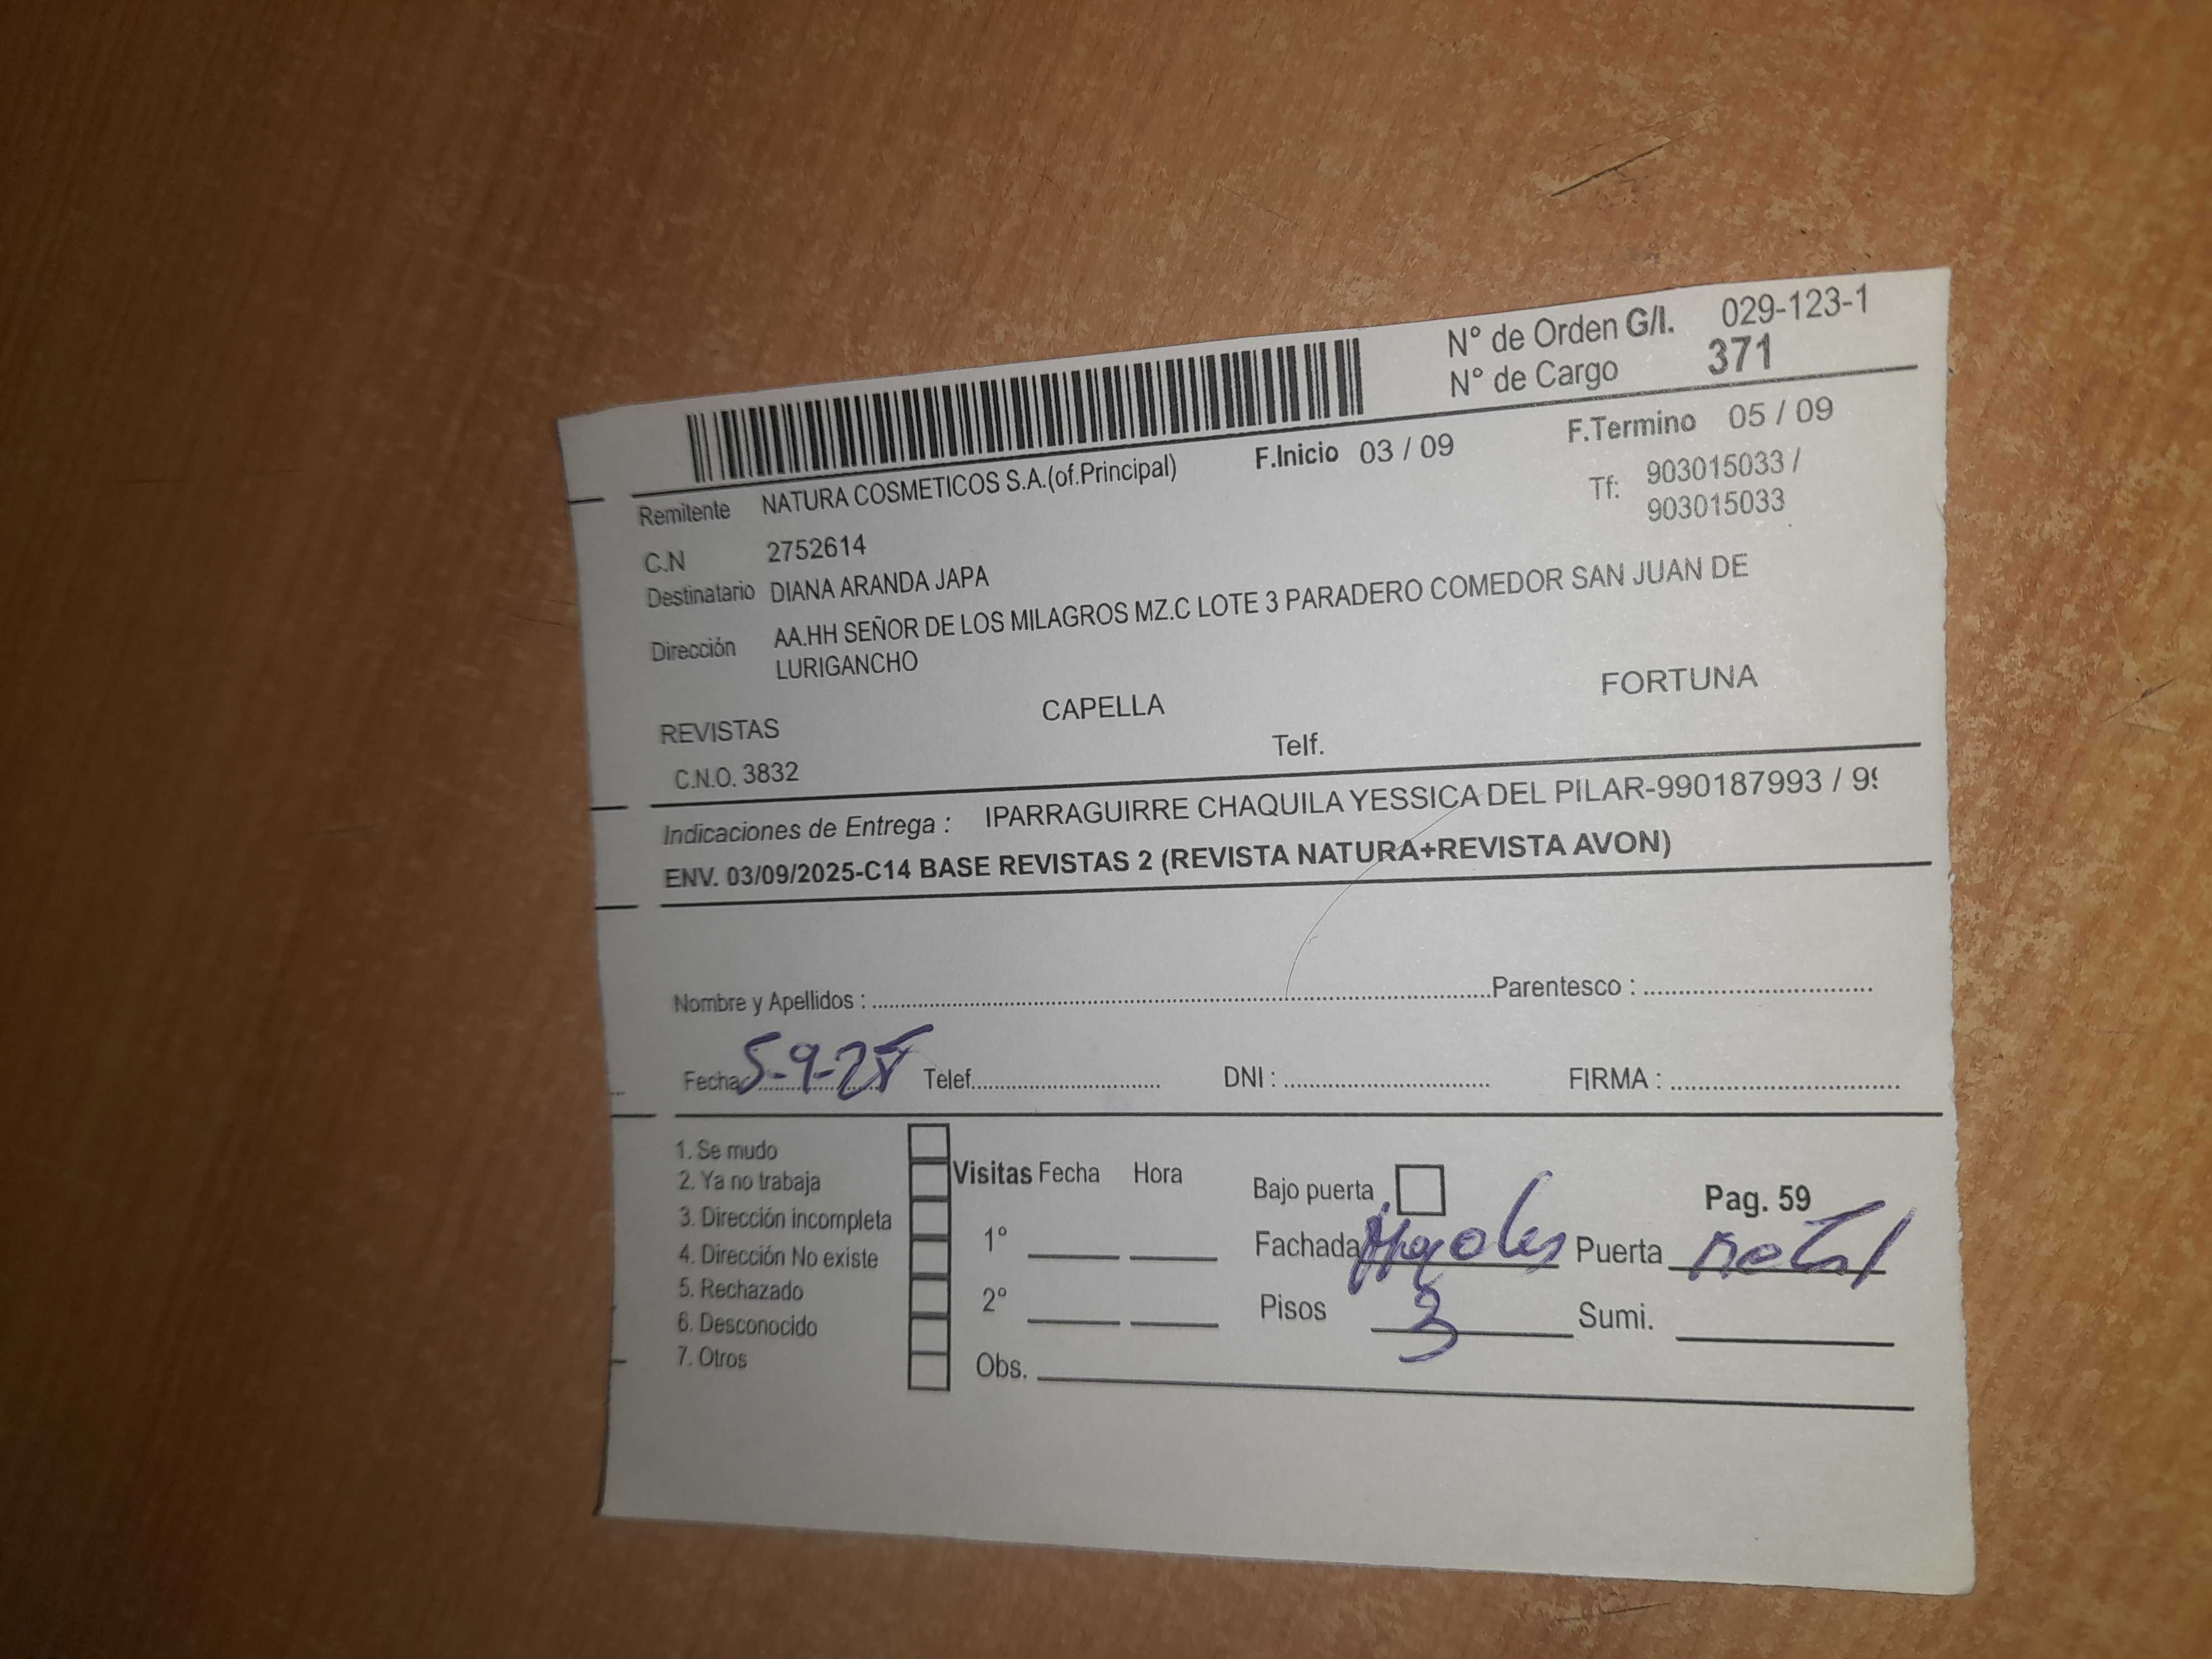 N° de Orden G/I. 029-123-1
N° de Cargo 371
F.Inicio 03 / 09 F.Termino 05 / 09
Remitente NATURA COSMETICOS S.A.(of.Principal)
Tf: 903015033 /
903015033
C.N 2752614
Destinatario DIANA ARANDA JAPA
Dirección AA.HH SEÑOR DE LOS MILAGROS MZ.C LOTE 3 PARADERO COMEDOR SAN JUAN DE
LURIGANCHO
REVISTAS CAPELLA FORTUNA
C.N.O. 3832 Telf.
Indicaciones de Entrega : IPARRAGUIRRE CHAQUILA YESSICA DEL PILAR-990187993 / 99
ENV. 03/09/2025-C14 BASE REVISTAS 2 (REVISTA NATURA+REVISTA AVON)
Nombre y Apellidos : Parentesco :
Fecha 5-9-25 Telef. DNI : FIRMA :
1. Se mudo
2. Ya no trabaja
3. Dirección incompleta
4. Dirección No existe
5. Rechazado
6. Desconocido
7. Otros
Visitas Fecha Hora
1°
2°
Obs.
Bajo puerta Pag. 59
Fachada Puerta metal
Pisos 3 Sumi.